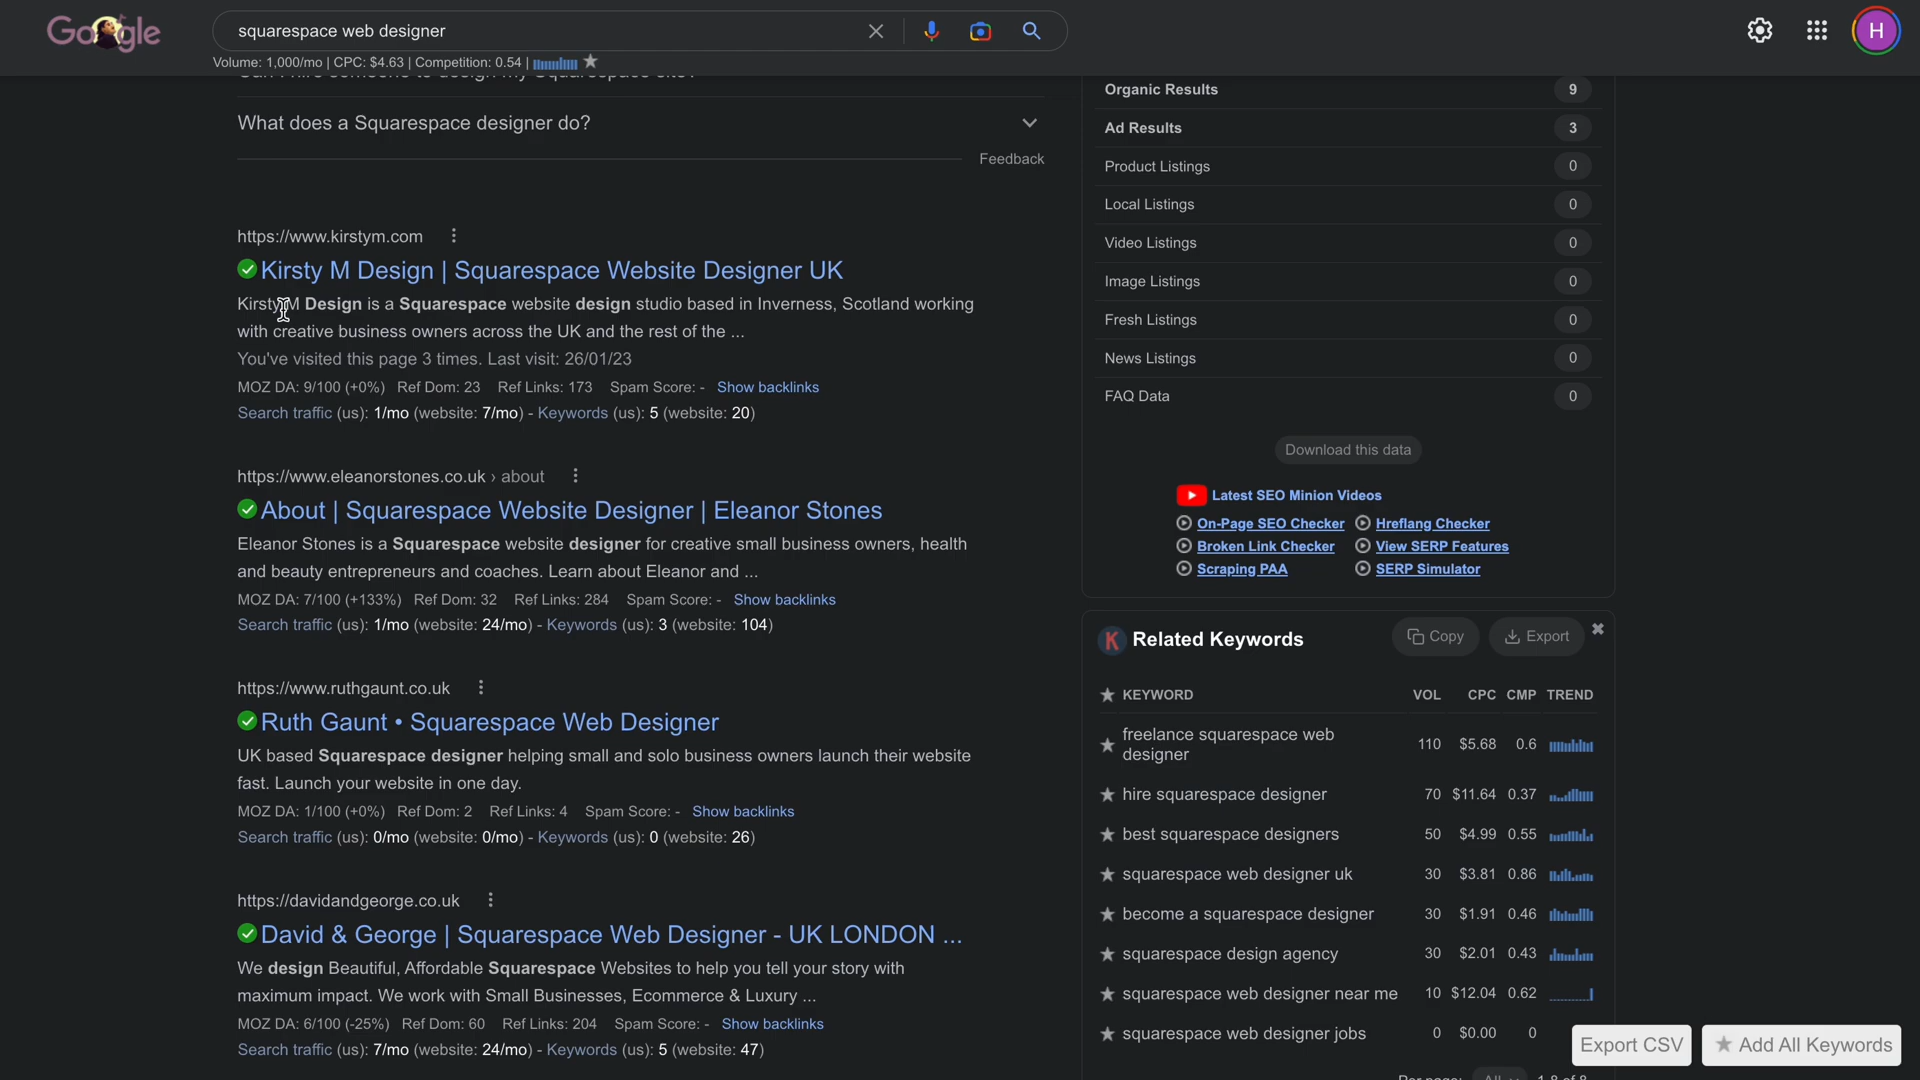 Google
squarespace web designer
H
Volume: 1,000/mo | CPC: $4.63 | Competition: 0.54 |
Can I hire someone to design my Squarespace site?
What does a Squarespace designer do?
Feedback
https://www.kirstym.com
Kirsty M Design | Squarespace Website Designer UK
Kirsty M Design is a Squarespace website design studio based in Inverness, Scotland working
with creative business owners across the UK and the rest of the ...
You've visited this page 3 times. Last visit: 26/01/23
MOZ DA: 9/100 (+0%) Ref Dom: 23 Ref Links: 173 Spam Score: - Show backlinks
Search traffic (us): 1/mo (website: 7/mo) - Keywords (us): 5 (website: 20)
https://www.eleanorstones.co.uk › about
About | Squarespace Website Designer | Eleanor Stones
Eleanor Stones is a Squarespace website designer for creative small business owners, health
and beauty entrepreneurs and coaches. Learn about Eleanor and ...
MOZ DA: 7/100 (+133%) Ref Dom: 32 Ref Links: 284 Spam Score: - Show backlinks
Search traffic (us): 1/mo (website: 24/mo) - Keywords (us): 3 (website: 104)
https://www.ruthgaunt.co.uk
Ruth Gaunt • Squarespace Web Designer
UK based Squarespace designer helping small and solo business owners launch their website
fast. Launch your website in one day.
MOZ DA: 1/100 (+0%) Ref Dom: 2 Ref Links: 4 Spam Score: - Show backlinks
Search traffic (us): 0/mo (website: 0/mo) - Keywords (us): 0 (website: 26)
https://davidandgeorge.co.uk
David & George | Squarespace Web Designer - UK LONDON ...
We design Beautiful, Affordable Squarespace Websites to help you tell your story with
maximum impact. We work with Small Businesses, Ecommerce & Luxury ...
MOZ DA: 6/100 (-25%) Ref Dom: 60 Ref Links: 204 Spam Score: - Show backlinks
Search traffic (us): 7/mo (website: 24/mo) - Keywords (us): 5 (website: 47)
Organic Results 9
Ad Results 3
Product Listings 0
Local Listings 0
Video Listings 0
Image Listings 0
Fresh Listings 0
News Listings 0
FAQ Data 0
Download this data
Latest SEO Minion Videos
On-Page SEO Checker Hreflang Checker
Broken Link Checker View SERP Features
Scraping PAA SERP Simulator
K Related Keywords Copy Export
KEYWORD VOL CPC CMP TREND
freelance squarespace web
designer 110 $5.68 0.6
hire squarespace designer 70 $11.64 0.37
best squarespace designers 50 $4.99 0.55
squarespace web designer uk 30 $3.81 0.86
become a squarespace designer 30 $1.91 0.46
squarespace design agency 30 $2.01 0.43
squarespace web designer near me 10 $12.04 0.62
squarespace web designer jobs 0 $0.00 0
Export CSV Add All Keywords
Per page: All 1-8 of 8